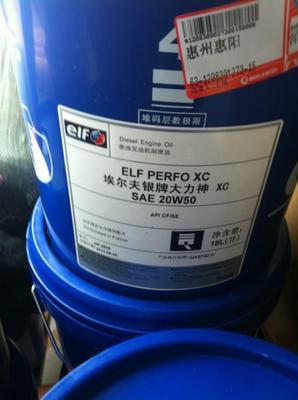 惠州惠阳
堆码层数极限
elf
Diesel Engine Oil
柴油发动机润滑油
ELF PERFO XC
埃尔夫银牌大力神 XC
SAE 20W50
API CF/SE
净含量:
18L(升)